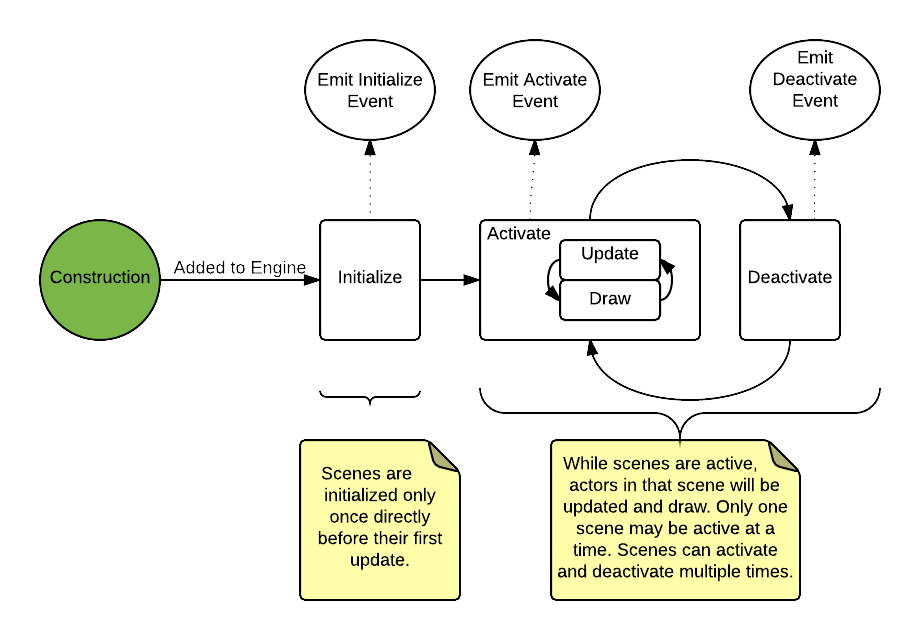 Emit Initialize
Event
Emit Activate
Event
Emit
Deactivate
Event
Construction
Added to Engine
Initialize
Activate
Update
Draw
Deactivate
Scenes are
initialized only
once directly
before their first
update.
While scenes are active,
actors in that scene will be
updated and draw. Only one
scene may be active at a
time. Scenes can activate
and deactivate multiple times.